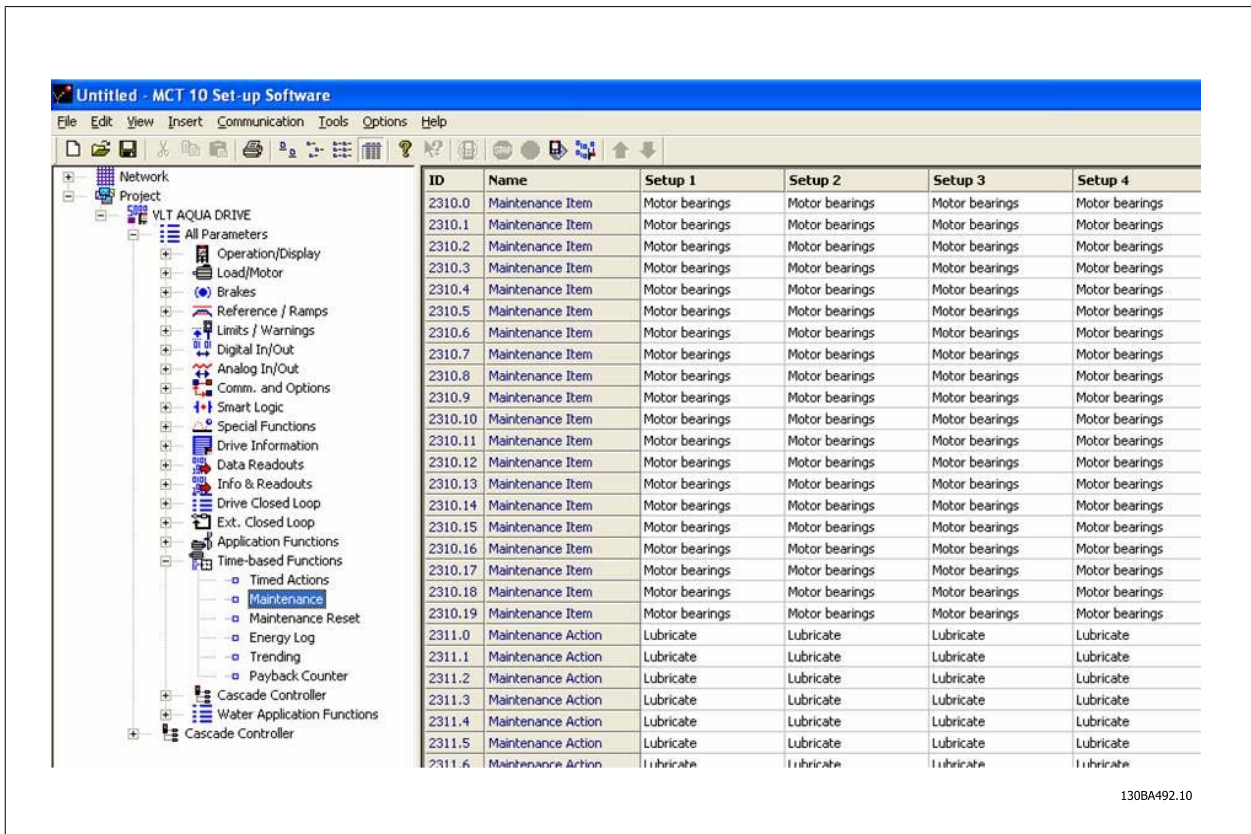 Untitled - MCT 10 Set-up Software
File Edit View Insert Communication Tools Options Help
Network
Project
VLT AQUA DRIVE
All Parameters
Operation/Display
Load/Motor
Brakes
Reference / Ramps
Limits / Warnings
Digital In/Out
Analog In/Out
Comm. and Options
Smart Logic
Special Functions
Drive Information
Data Readouts
Info & Readouts
Drive Closed Loop
Ext. Closed Loop
Application Functions
Time-based Functions
Timed Actions
Maintenance
Maintenance Reset
Energy Log
Trending
Payback Counter
Cascade Controller
Water Application Functions
Cascade Controller
ID Name Setup 1 Setup 2 Setup 3 Setup 4
2310.0 Maintenance Item Motor bearings Motor bearings Motor bearings Motor bearings
2310.1 Maintenance Item Motor bearings Motor bearings Motor bearings Motor bearings
2310.2 Maintenance Item Motor bearings Motor bearings Motor bearings Motor bearings
2310.3 Maintenance Item Motor bearings Motor bearings Motor bearings Motor bearings
2310.4 Maintenance Item Motor bearings Motor bearings Motor bearings Motor bearings
2310.5 Maintenance Item Motor bearings Motor bearings Motor bearings Motor bearings
2310.6 Maintenance Item Motor bearings Motor bearings Motor bearings Motor bearings
2310.7 Maintenance Item Motor bearings Motor bearings Motor bearings Motor bearings
2310.8 Maintenance Item Motor bearings Motor bearings Motor bearings Motor bearings
2310.9 Maintenance Item Motor bearings Motor bearings Motor bearings Motor bearings
2310.10 Maintenance Item Motor bearings Motor bearings Motor bearings Motor bearings
2310.11 Maintenance Item Motor bearings Motor bearings Motor bearings Motor bearings
2310.12 Maintenance Item Motor bearings Motor bearings Motor bearings Motor bearings
2310.13 Maintenance Item Motor bearings Motor bearings Motor bearings Motor bearings
2310.14 Maintenance Item Motor bearings Motor bearings Motor bearings Motor bearings
2310.15 Maintenance Item Motor bearings Motor bearings Motor bearings Motor bearings
2310.16 Maintenance Item Motor bearings Motor bearings Motor bearings Motor bearings
2310.17 Maintenance Item Motor bearings Motor bearings Motor bearings Motor bearings
2310.18 Maintenance Item Motor bearings Motor bearings Motor bearings Motor bearings
2310.19 Maintenance Item Motor bearings Motor bearings Motor bearings Motor bearings
2311.0 Maintenance Action Lubricate Lubricate Lubricate Lubricate
2311.1 Maintenance Action Lubricate Lubricate Lubricate Lubricate
2311.2 Maintenance Action Lubricate Lubricate Lubricate Lubricate
2311.3 Maintenance Action Lubricate Lubricate Lubricate Lubricate
2311.4 Maintenance Action Lubricate Lubricate Lubricate Lubricate
2311.5 Maintenance Action Lubricate Lubricate Lubricate Lubricate
2311.6 Maintenance Action Lubricate Lubricate Lubricate Lubricate
130BA492.10